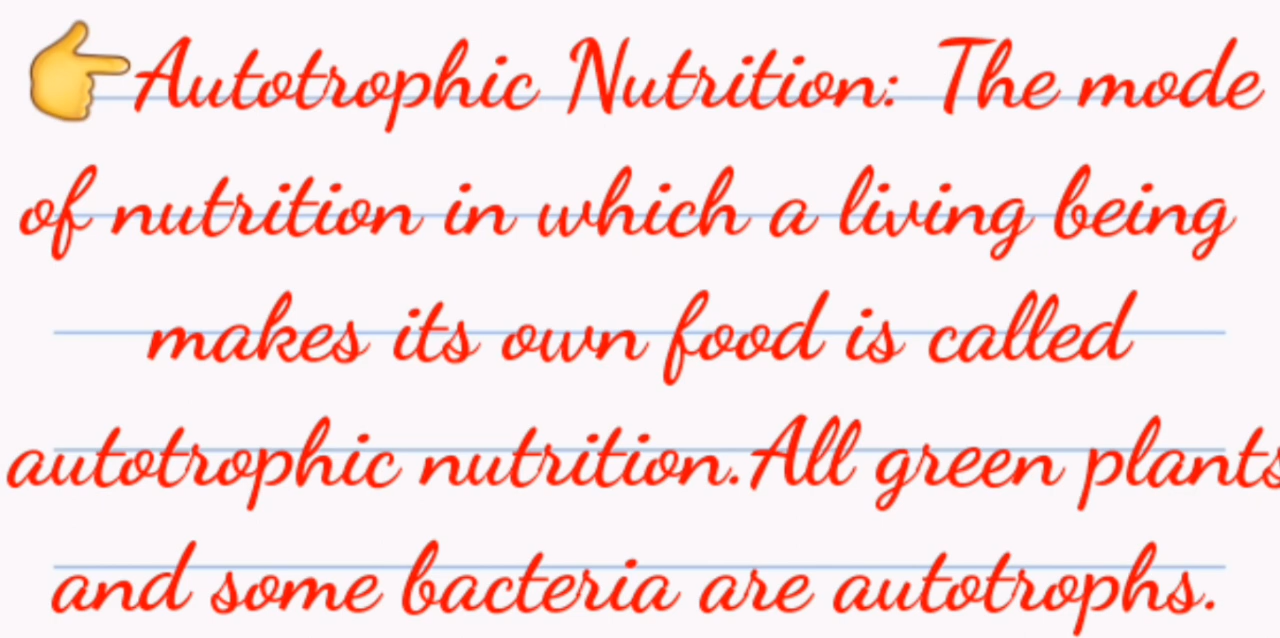 👉Autotrophic Nutrition: The mode
of nutrition in which a living being
makes its own food is called
autotrophic nutrition.All green plants
and some bacteria are autotrophs.